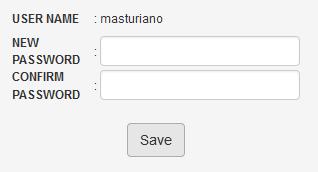 USER NAME : masturiano
NEW
PASSWORD :
CONFIRM
PASSWORD :
Save